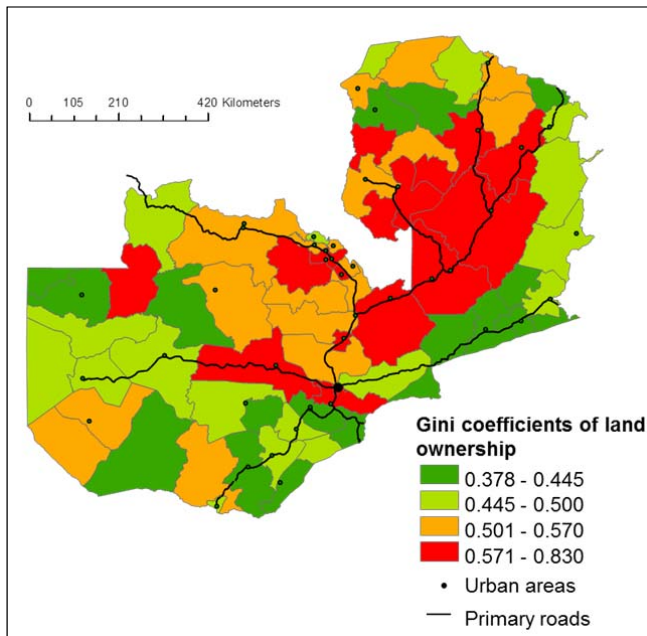 0 105 210 420 Kilometers
Gini coefficients of land
ownership
0.378 - 0.445
0.445 - 0.500
0.501 - 0.570
0.571 - 0.830
Urban areas
Primary roads